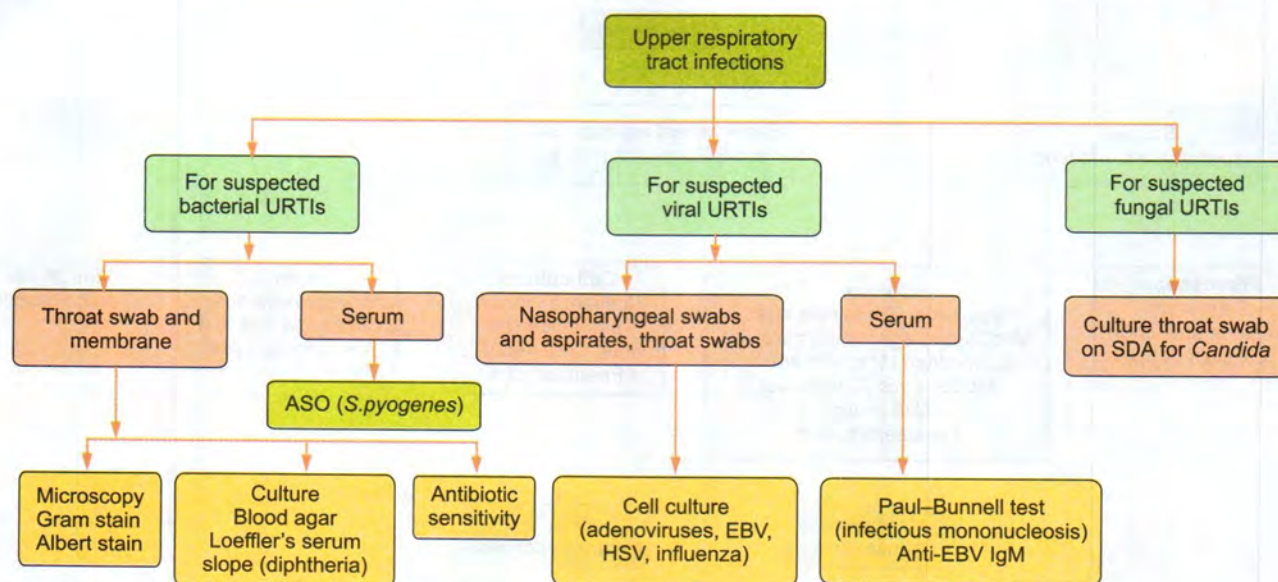 Upper respiratory
tract infections
For suspected
bacterial URTIs
For suspected
viral URTIs
For suspected
fungal URTIs
Throat swab and
membrane
Serum
Nasopharyngeal swabs
and aspirates, throat swabs
Serum
Culture throat swab
on SDA for Candida
ASO (S.pyogenes)
Microscopy
Gram stain
Albert stain
Culture
Blood agar
Loeffler's serum
slope (diphtheria)
Antibiotic
sensitivity
Cell culture
(adenoviruses, EBV,
HSV, influenza)
Paul–Bunnell test
(infectious mononucleosis)
Anti-EBV IgM